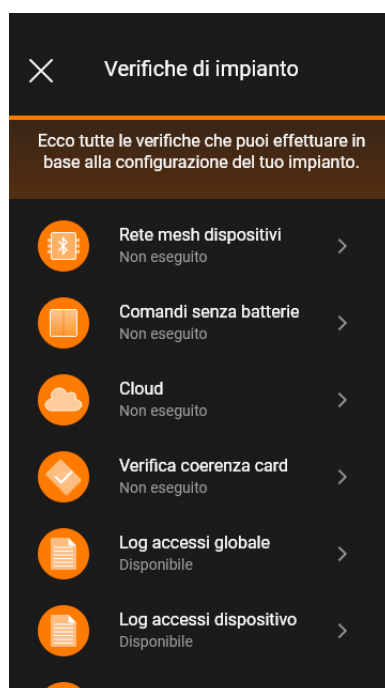 Verifiche di impianto
Ecco tutte le verifiche che puoi effettuare in
base alla configurazione del tuo impianto.
Rete mesh dispositivi
Non eseguito
Comandi senza batterie
Non eseguito
Cloud
Non eseguito
Verifica coerenza card
Non eseguito
Log accessi globale
Disponibile
Log accessi dispositivo
Disponibile